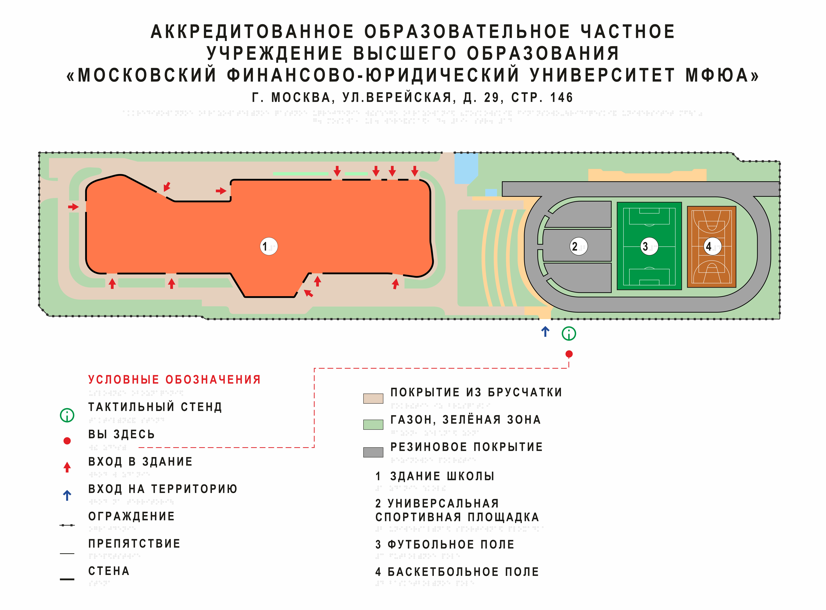 АККРЕДИТОВАННОЕ ОБРАЗОВАТЕЛЬНОЕ ЧАСТНОЕ
УЧРЕЖДЕНИЕ ВЫСШЕГО ОБРАЗОВАНИЯ
«МОСКОВСКИЙ ФИНАНСОВО-ЮРИДИЧЕСКИЙ УНИВЕРСИТЕТ МФЮА»
Г. МОСКВА, УЛ.ВЕРЕЙСКАЯ, Д. 29, СТР. 146
1
2
3
4
УСЛОВНЫЕ ОБОЗНАЧЕНИЯ
ТАКТИЛЬНЫЙ СТЕНД
ВЫ ЗДЕСЬ
ВХОД В ЗДАНИЕ
ВХОД НА ТЕРРИТОРИЮ
ОГРАЖДЕНИЕ
ПРЕПЯТСТВИЕ
СТЕНА
ПОКРЫТИЕ ИЗ БРУСЧАТКИ
ГАЗОН, ЗЕЛЁНАЯ ЗОНА
РЕЗИНОВОЕ ПОКРЫТИЕ
1 ЗДАНИЕ ШКОЛЫ
2 УНИВЕРСАЛЬНАЯ
СПОРТИВНАЯ ПЛОЩАДКА
3 ФУТБОЛЬНОЕ ПОЛЕ
4 БАСКЕТБОЛЬНОЕ ПОЛЕ